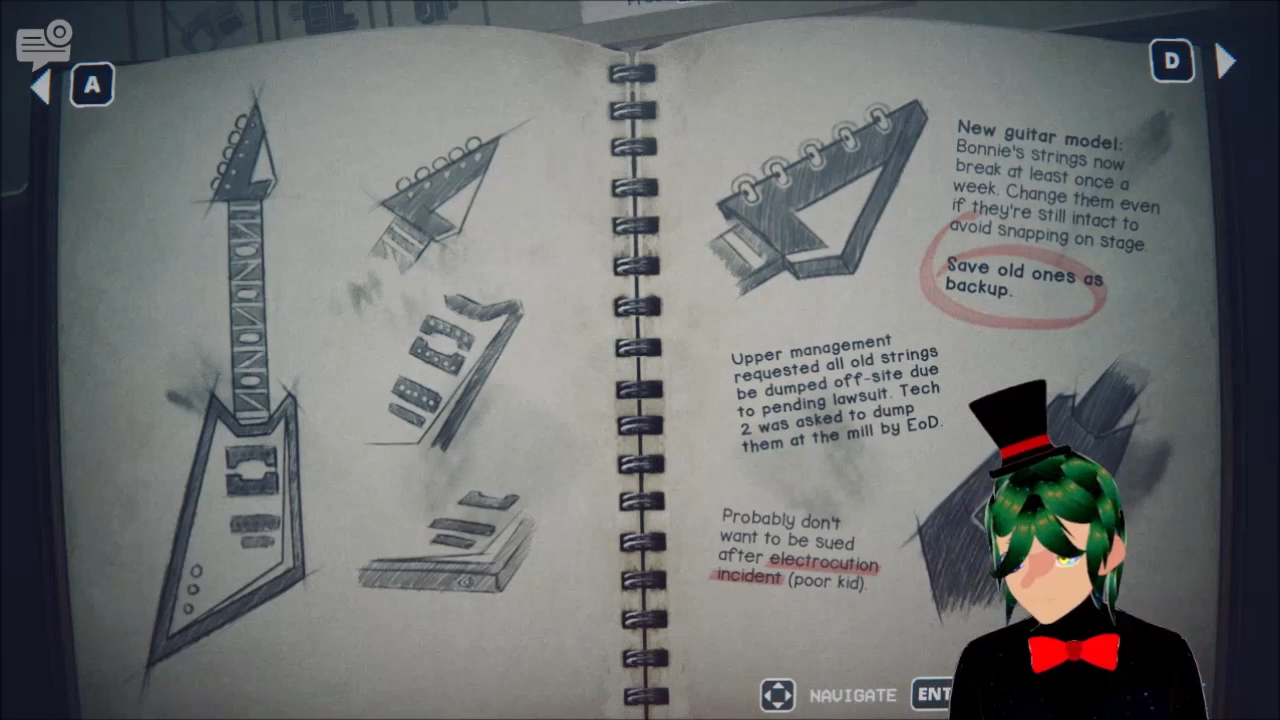 A
D
New guitar model:
Bonnie's strings now
break at least once a
week. Change them even
if they're still intact to
avoid snapping on stage.
Save old ones as
backup.
Upper management
requested all old strings
be dumped off-site due
to pending lawsuit. Tech
2 was asked to dump
them at the mill by EoD.
Probably don't
want to be sued
after electrocution
incident (poor kid).
NAVIGATE ENT